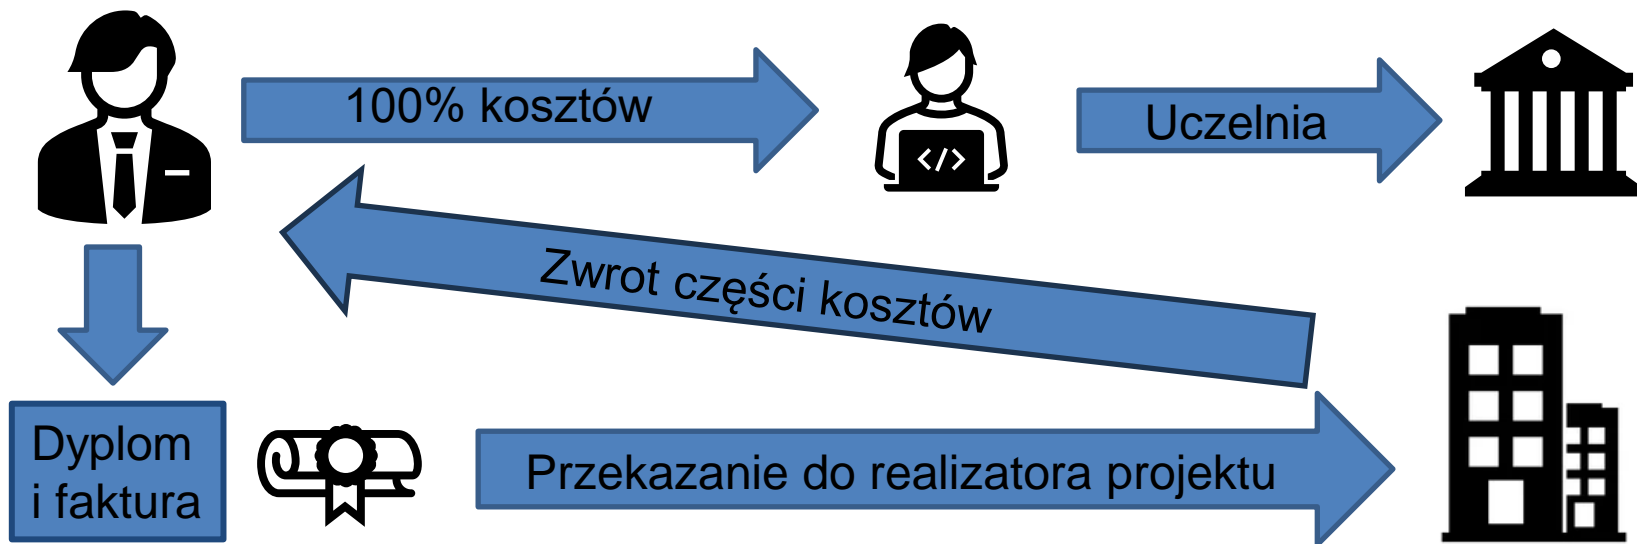 100% kosztów
Uczelnia
Zwrot części kosztów
Dyplom
i faktura
</>
Przekazanie do realizatora projektu